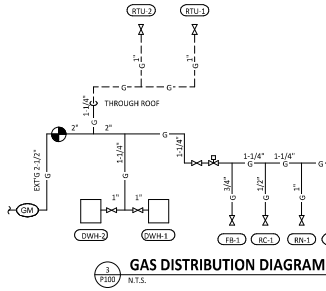 RTU-2
RTU-1
1"
1"
G
G
G
G
1-1/4"
G
THROUGH ROOF
G
2"
2"
G
1-1/4"
G
1-1/4"
G
EXT'G 2-1/2"
G
GM
1"
1"
DWH-2
DWH-1
1-1/4"
1-1/4"
G
G
G
G
3/4"
G
1/2"
G
1"
G
FB-1
RC-1
RN-1
3
P100
GAS DISTRIBUTION DIAGRAM
N.T.S.